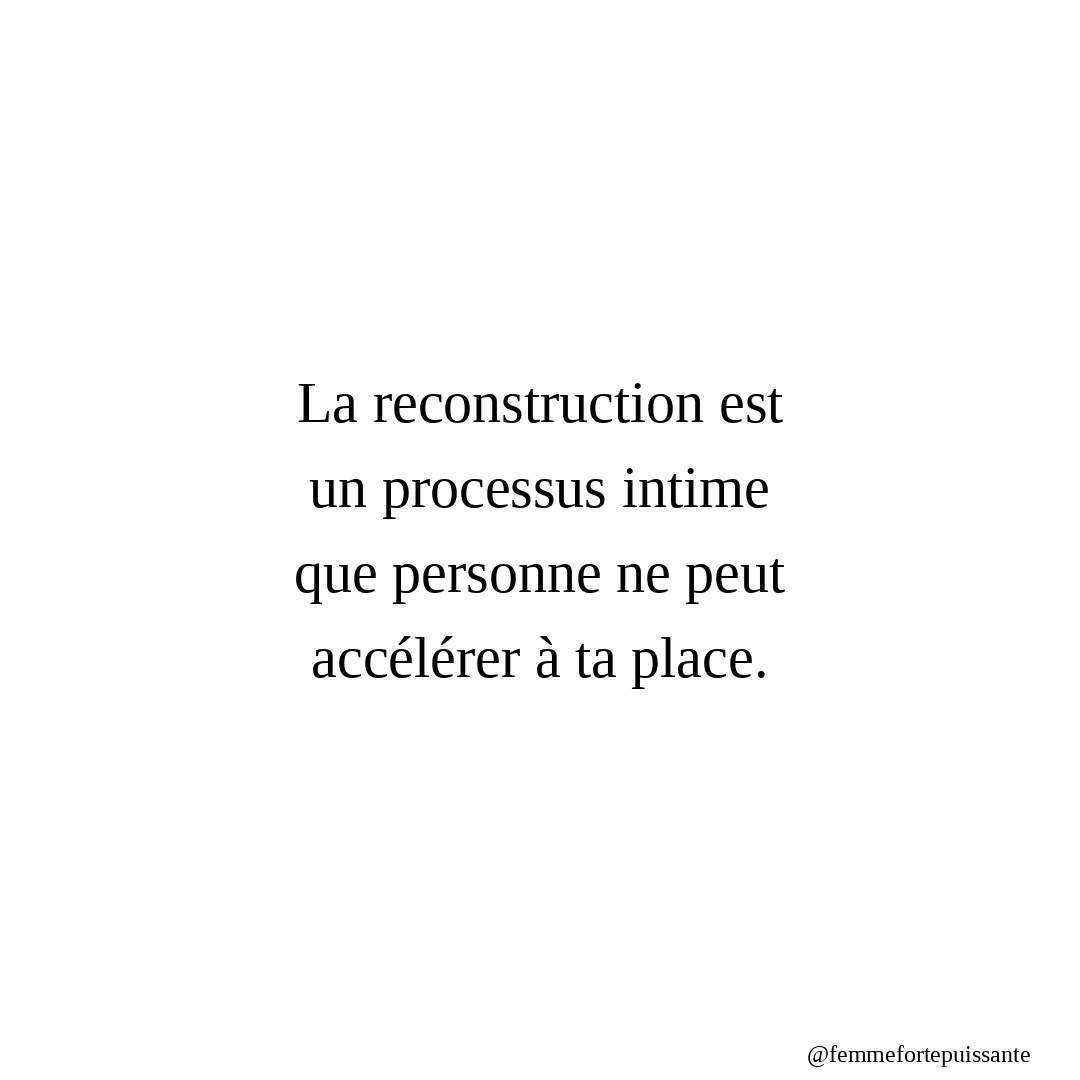 La reconstruction est
un processus intime
que personne ne peut
accélérer à ta place.
@femmefortepuissante